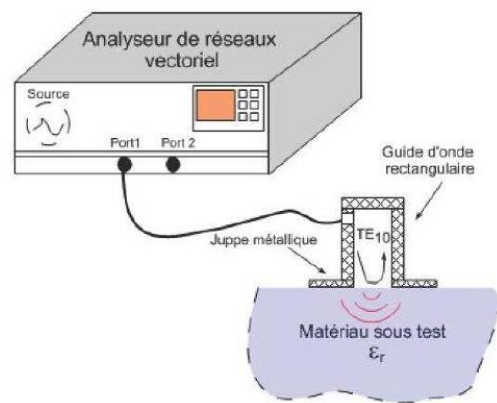 Analyseur de réseaux
vectoriel
Source
Port1 Port 2
Guide d'onde
rectangulaire
Juppe métallique
TE10
Matériau sous test
εr